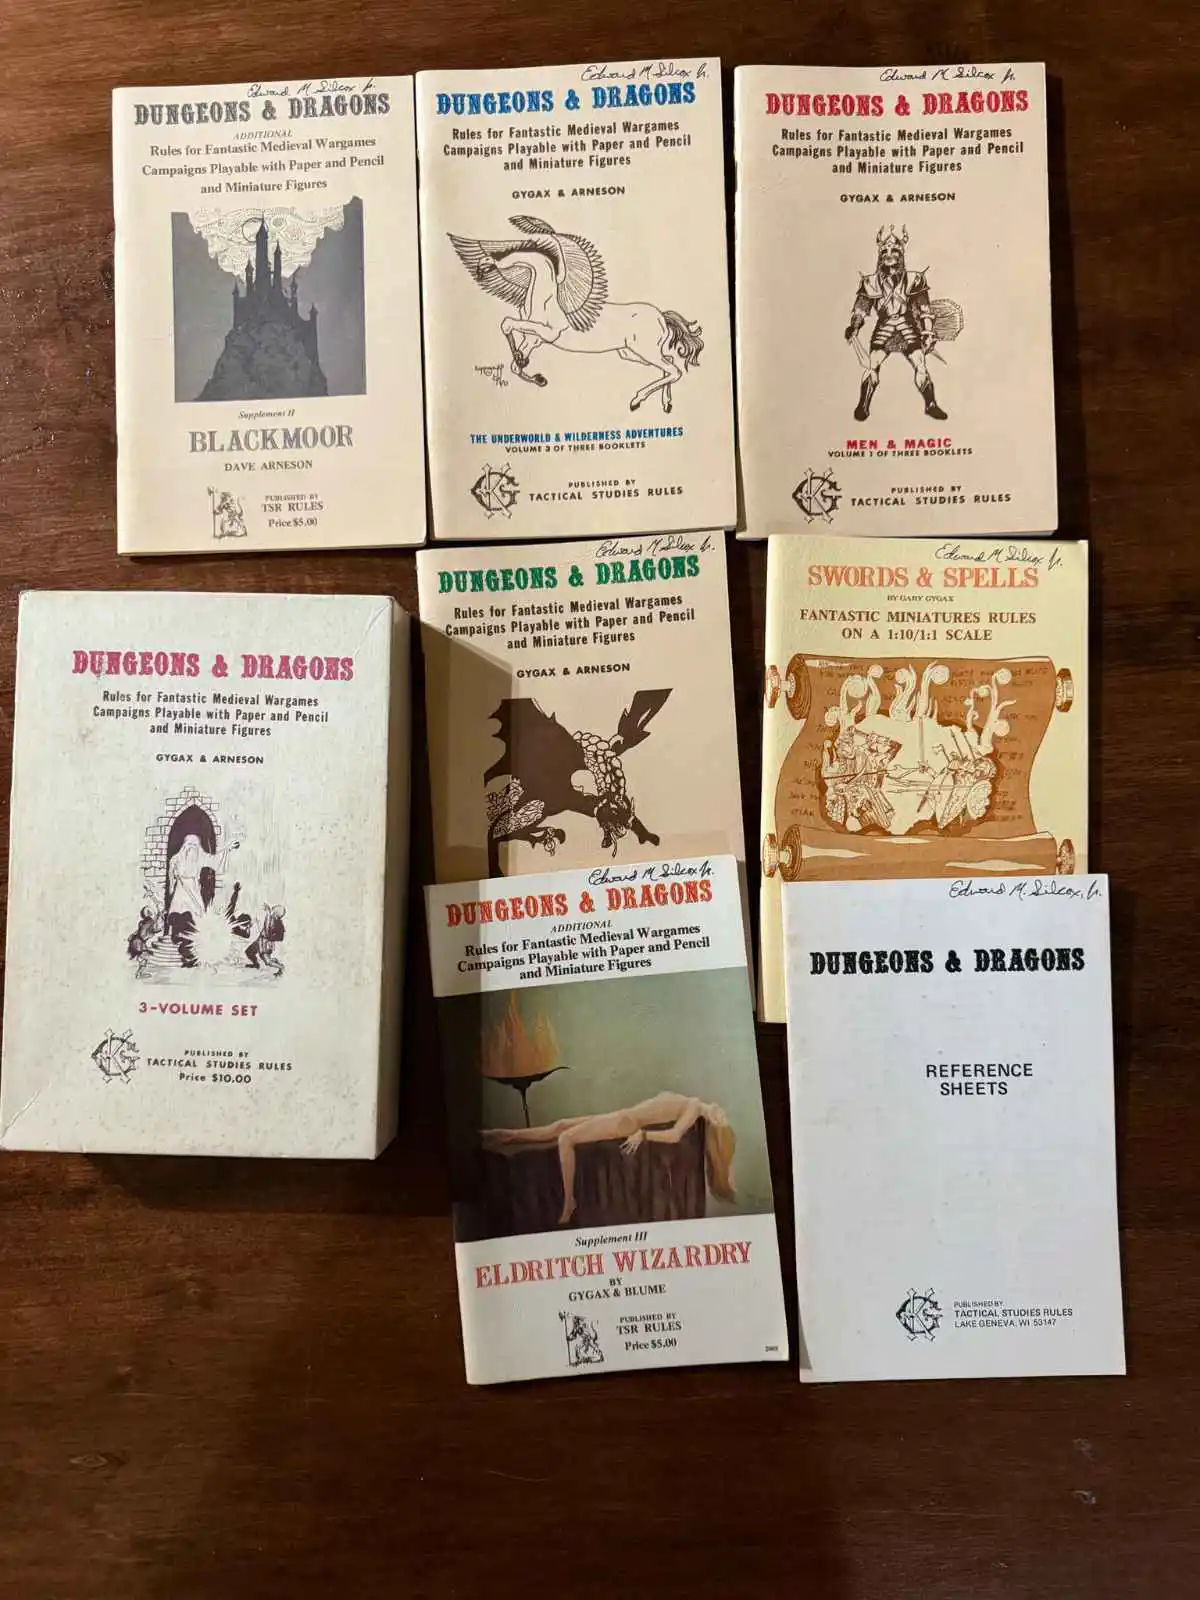 Edward M Silcox Jr.
DUNGEONS & DRAGONS
ADDITIONAL
Rules for Fantastic Medieval Wargames
Campaigns Playable with Paper and Pencil
and Miniature Figures
Supplement II
BLACKMOOR
DAVE ARNESON
PUBLISHED BY
TSR RULES
Price $5.00
Edward M Silcox Jr.
DUNGEONS & DRAGONS
Rules for Fantastic Medieval Wargames
Campaigns Playable with Paper and Pencil
and Miniature Figures
GYGAX & ARNESON
THE UNDERWORLD & WILDERNESS ADVENTURES
VOLUME 3 OF THREE BOOKLETS
PUBLISHED BY
TACTICAL STUDIES RULES
Edward M Silcox Jr.
DUNGEONS & DRAGONS
Rules for Fantastic Medieval Wargames
Campaigns Playable with Paper and Pencil
and Miniature Figures
GYGAX & ARNESON
MEN & MAGIC
VOLUME 1 OF THREE BOOKLETS
PUBLISHED BY
TACTICAL STUDIES RULES
DUNGEONS & DRAGONS
Rules for Fantastic Medieval Wargames
Campaigns Playable with Paper and Pencil
and Miniature Figures
GYGAX & ARNESON
3-VOLUME SET
PUBLISHED BY
TACTICAL STUDIES RULES
Price $10.00
Edward M Silcox Jr.
DUNGEONS & DRAGONS
Rules for Fantastic Medieval Wargames
Campaigns Playable with Paper and Pencil
and Miniature Figures
GYGAX & ARNESON
Edward M Silcox Jr.
SWORDS & SPELLS
BY GARY GYGAX
FANTASTIC MINIATURES RULES
ON A 1:10/1:1 SCALE
Edward M Silcox Jr.
DUNGEONS & DRAGONS
ADDITIONAL
Rules for Fantastic Medieval Wargames
Campaigns Playable with Paper and Pencil
and Miniature Figures
Supplement III
ELDRITCH WIZARDRY
BY
GYGAX & BLUME
PUBLISHED BY
TSR RULES
Price $5.00
Edward M. Silcox, Jr.
DUNGEONS & DRAGONS
REFERENCE
SHEETS
PUBLISHED BY
TACTICAL STUDIES RULES
LAKE GENEVA, WI 53147